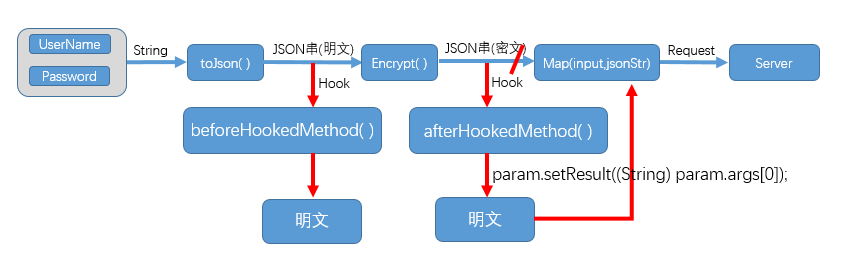 UserName
Password
String
toJson( )
JSON串(明文)
Encrypt( )
JSON串(密文)
Map(input,jsonStr)
Request
Server
Hook
Hook
beforeHookedMethod( )
afterHookedMethod( )
param.setResult((String) param.args[0]);
明文
明文